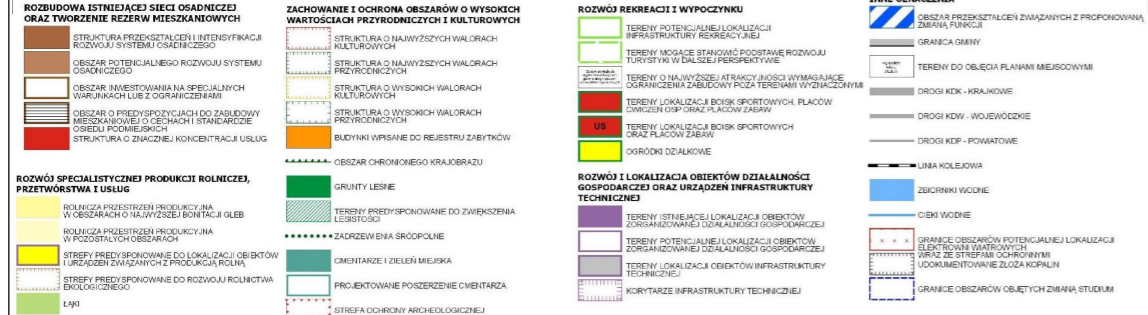 ROZBUDOWA ISTNIEJĄCEJ SIECI OSADNICZEJ
ORAZ TWORZENIE REZERW MIESZKANIOWYCH
STRUKTURA PRZEKSZTAŁCEŃ I INTENSYFIKACJI
ROZWOJU SYSTEMU OSADNICZEGO
OBSZAR POTENCJALNEGO ROZWOJU SYSTEMU
OSADNICZEGO
OBSZAR INWESTOWANIA NA SPECJALNYCH
WARUNKACH LUB Z OGRANICZENIAMI
OBSZAR O PREDYSPOZYCJACH DO ZABUDOWY
MIESZKANIOWEJ O CECHACH I STANDARDZIE
OSIEDLI PODMIEJSKICH
STRUKTURA O ZNACZNEJ KONCENTRACJI USŁUG
ROZWÓJ SPECJALISTYCZNEJ PRODUKCJI ROLNICZEJ,
PRZETWÓRSTWA I USŁUG
ROLNICZA PRZESTRZEŃ PRODUKCYJNA
W OBSZARACH O NAJWYŻSZEJ BONITACJI GLEB
ROLNICZA PRZESTRZEŃ PRODUKCYJNA
W POZOSTAŁYCH OBSZARACH
STREFY PREDYSPONOWANE DO LOKALIZACJI OBIEKTÓW
I URZĄDZEŃ ZWIĄZANYCH Z PRODUKCJĄ ROLNĄ
STREFY PREDYSPONOWANE DO ROZWOJU ROLNICTWA
EKOLOGICZNEGO
ŁĄKI
ZACHOWANIE I OCHRONA OBSZARÓW O WYSOKICH
WARTOŚCIACH PRZYRODNICZYCH I KULTUROWYCH
STRUKTURA O NAJWYŻSZYCH WALORACH
KULTUROWYCH
STRUKTURA O NAJWYŻSZYCH WALORACH
PRZYRODNICZYCH
STRUKTURA O WYSOKICH WALORACH
KULTUROWYCH
STRUKTURA O WYSOKICH WALORACH
PRZYRODNICZYCH
BUDYNKI WPISANE DO REJESTRU ZABYTKÓW
OBSZAR CHRONIONEGO KRAJOBRAZU
GRUNTY LEŚNE
TERENY PREDYSPONOWANE DO ZWIĘKSZENIA
LESISTOŚCI
ZADRZEWIENIA ŚRÓDPOLNE
CMENTARZE I ZIELEŃ MIEJSKA
PROJEKTOWANE POSZERZENIE CMENTARZA
STREFA OCHRONY ARCHEOLOGICZNEJ
ROZWÓJ REKREACJI I WYPOCZYNKU
TERENY POTENCJALNEJ LOKALIZACJI
INFRASTRUKTURY REKREACYJNEJ
TERENY MOGĄCE STANOWIĆ PODSTAWĘ ROZWOJU
TURYSTYKI W DALSZEJ PERSPEKTYWIE
TERENY O NAJWYŻSZEJ ATRAKCYJNOŚCI WYMAGAJĄCE
OGRANICZENIA ZABUDOWY POZA TERENAMI WYZNACZONYMI
TERENY LOKALIZACJI BOISK SPORTOWYCH, PLACÓW
ĆWICZEŃ OSP ORAZ PLACÓW ZABAW
US
TERENY LOKALIZACJI BOISK SPORTOWYCH
ORAZ PLACÓW ZABAW
OGRÓDKI DZIAŁKOWE
ROZWÓJ I LOKALIZACJA OBIEKTÓW DZIAŁALNOŚCI
GOSPODARCZEJ ORAZ URZĄDZEŃ INFRASTRUKTURY
TECHNICZNEJ
TERENY ISTNIEJĄCEJ LOKALIZACJI OBIEKTÓW
ZORGANIZOWANEJ DZIAŁALNOŚCI GOSPODARCZEJ
TERENY POTENCJALNEJ LOKALIZACJI OBIEKTÓW
ZORGANIZOWANEJ DZIAŁALNOŚCI GOSPODARCZEJ
TERENY LOKALIZACJI OBIEKTÓW INFRASTRUKTURY
TECHNICZNEJ
KORYTARZE INFRASTRUKTURY TECHNICZNEJ
INNE OZNACZENIA
OBSZAR PRZEKSZTAŁCEŃ ZWIĄZANYCH Z PROPONOWANĄ
ZMIANĄ FUNKCJI
GRANICA GMINY
TERENY DO OBJĘCIA PLANAMI MIEJSCOWYMI
DROGI KDK - KRAJKOWE
DROGI KDW - WOJEWÓDZKIE
DROGI KDP - POWIATOWE
LINIA KOLEJOWA
ZBIORNIKI WODNE
CIEKI WODNE
GRANICE OBSZARÓW POTENCJALNEJ LOKALIZACJI
ELEKTROWNI WIATROWYCH
WRAZ ZE STREFAMI OCHRONNYMI
UDOKUMENTOWANE ZŁOŻA KOPALIN
GRANICE OBSZARÓW OBJĘTYCH ZMIANĄ STUDIUM